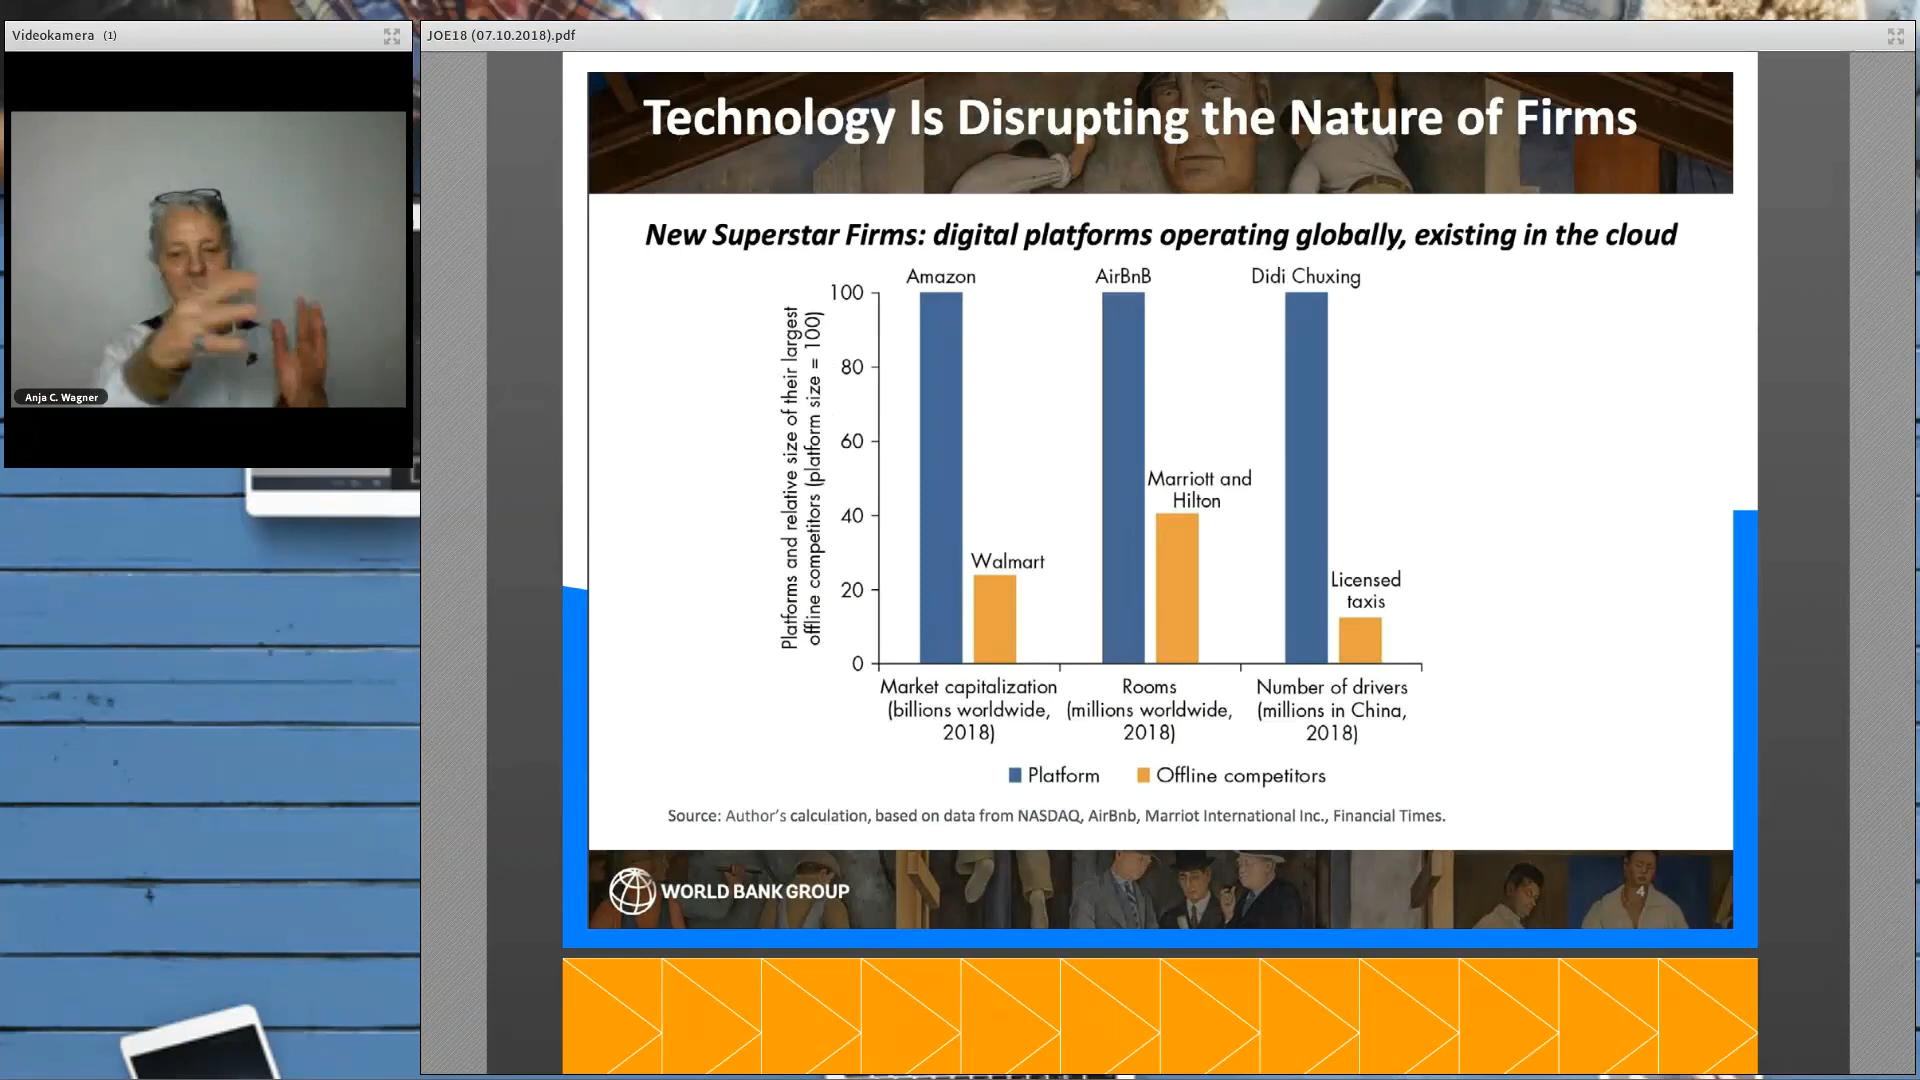 Videokamera (1)
JOE18 (07.10.2018).pdf
Anja C. Wagner
Technology Is Disrupting the Nature of Firms
New Superstar Firms: digital platforms operating globally, existing in the cloud
Platforms and relative size of their largest
offline competitors (platform size = 100)
100
80
60
40
20
0
Amazon
AirBnB
Didi Chuxing
Walmart
Marriott and
Hilton
Licensed
taxis
Market capitalization
(billions worldwide,
2018)
Rooms
(millions worldwide,
2018)
Number of drivers
(millions in China,
2018)
Platform
Offline competitors
Source: Author's calculation, based on data from NASDAQ, AirBnb, Marriot International Inc., Financial Times.
WORLD BANK GROUP
4